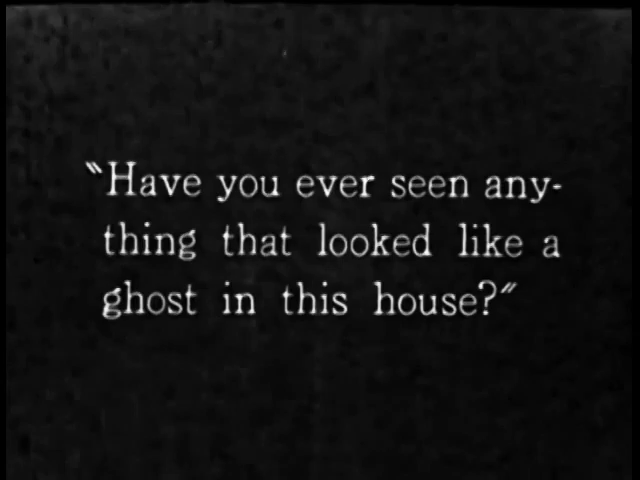 "Have you ever seen any-
thing that looked like a
ghost in this house?"